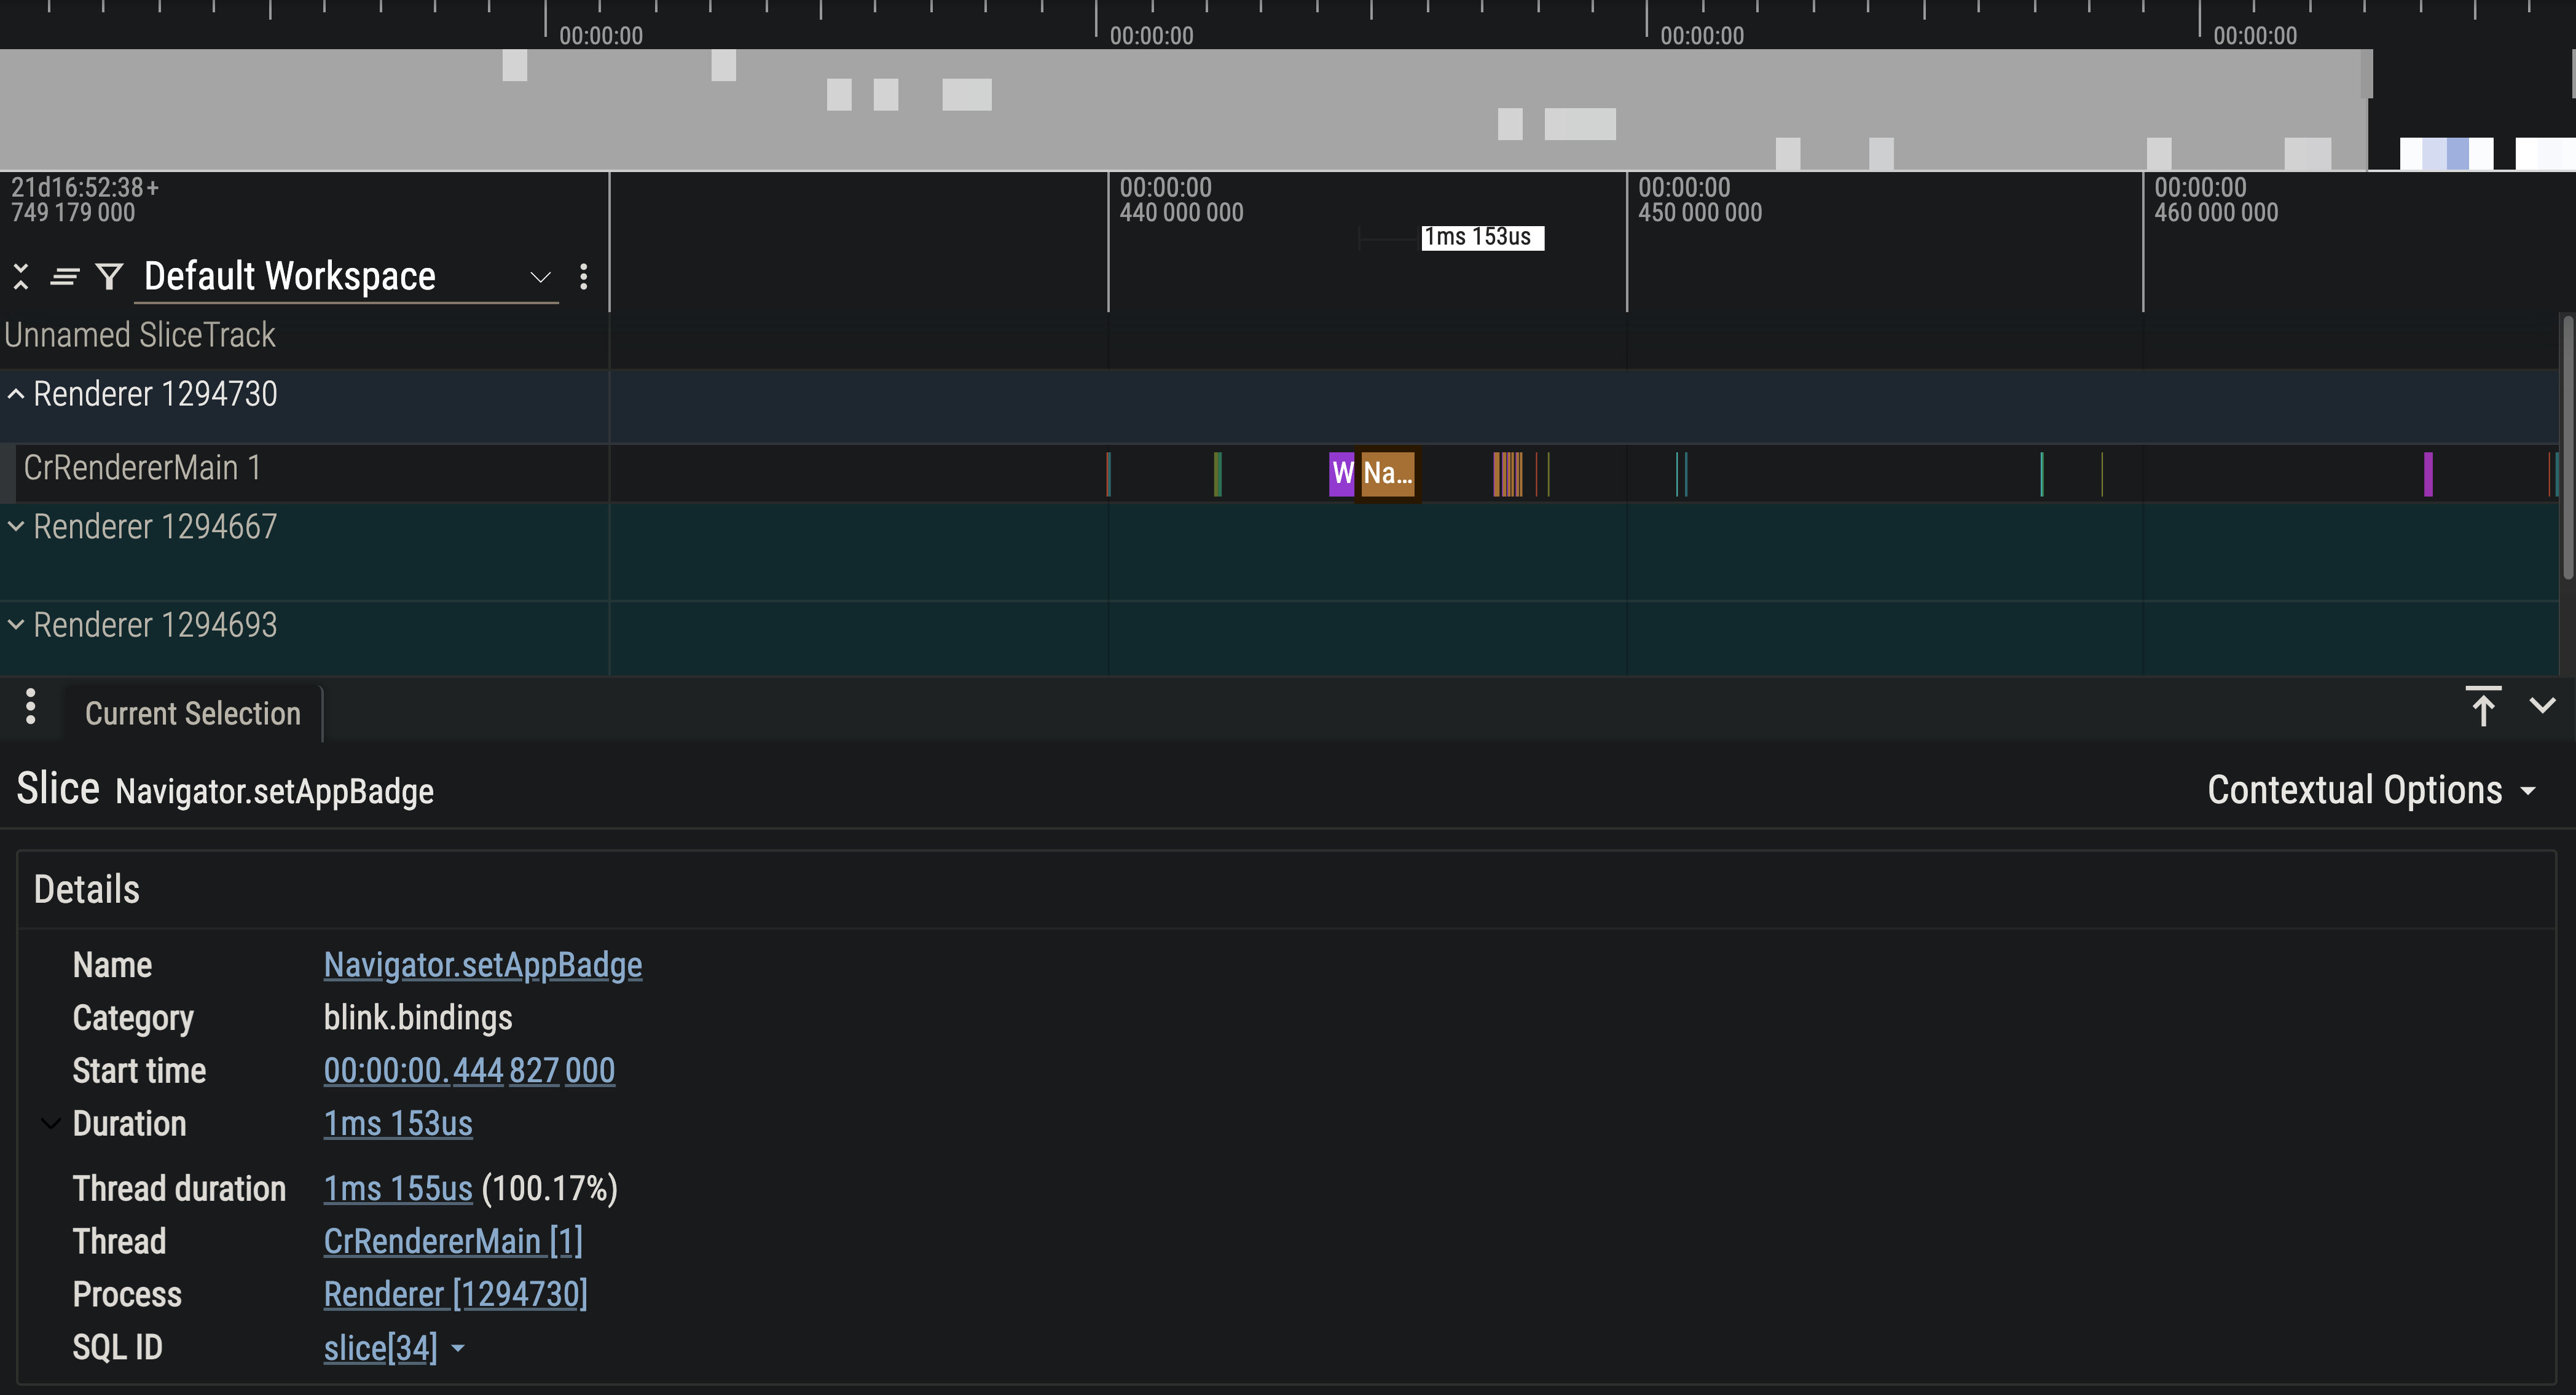 00:00:00 00:00:00 00:00:00 00:00:00
21d16:52:38+ 00:00:00 00:00:00 00:00:00
749 179 000 440 000 000 450 000 000 460 000 000
1ms 153us
Default Workspace
Unnamed SliceTrack
Renderer 1294730
CrRendererMain 1 W Na...
Renderer 1294667
Renderer 1294693
Current Selection
Slice Navigator.setAppBadge Contextual Options
Details
Name Navigator.setAppBadge
Category blink.bindings
Start time 00:00:00. 444 827 000
Duration 1ms 153us
Thread duration 1ms 155us (100.17%)
Thread CrRendererMain [1]
Process Renderer [1294730]
SQL ID slice[34]